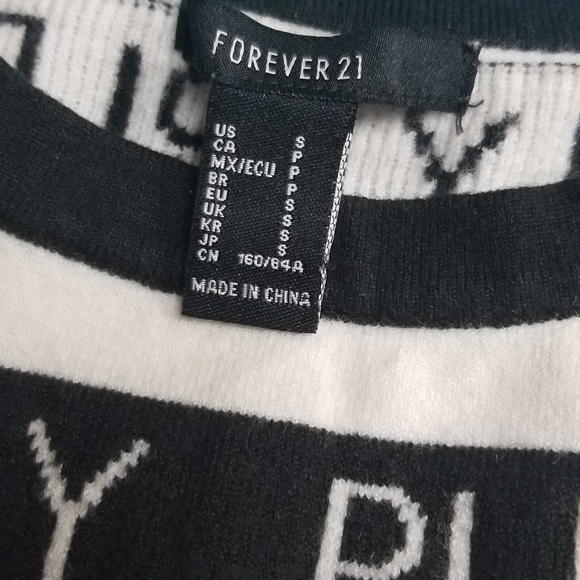 FOREVER 21
US S
CA P
MX/ECU P
BR P
EU S
UK S
KR S
JP S
CN 160/84A
MADE IN CHINA
Y P